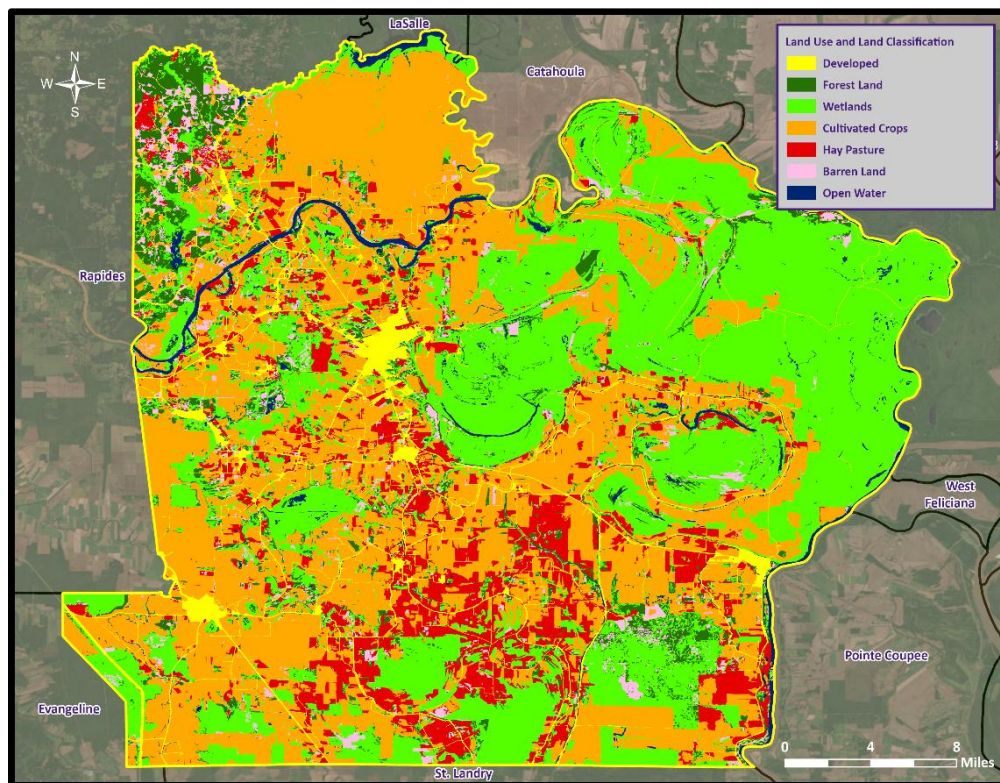 LaSalle
Catahoula
N
W E
S
Land Use and Land Classification
Developed
Forest Land
Wetlands
Cultivated Crops
Hay Pasture
Barren Land
Open Water
Rapides
West
Feliciana
Pointe Coupee
Evangeline
St. Landry
0 4 8
Miles